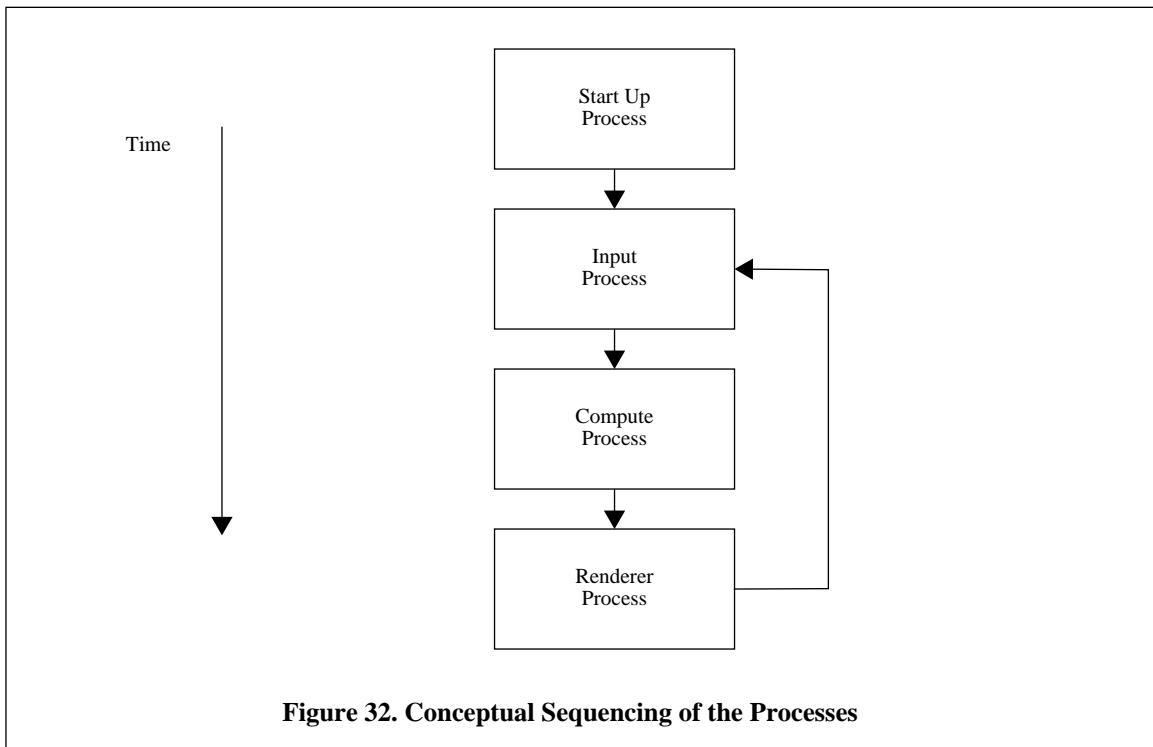 Start Up
Process
Time
Input
Process
Compute
Process
Renderer
Process
Figure 32. Conceptual Sequencing of the Processes